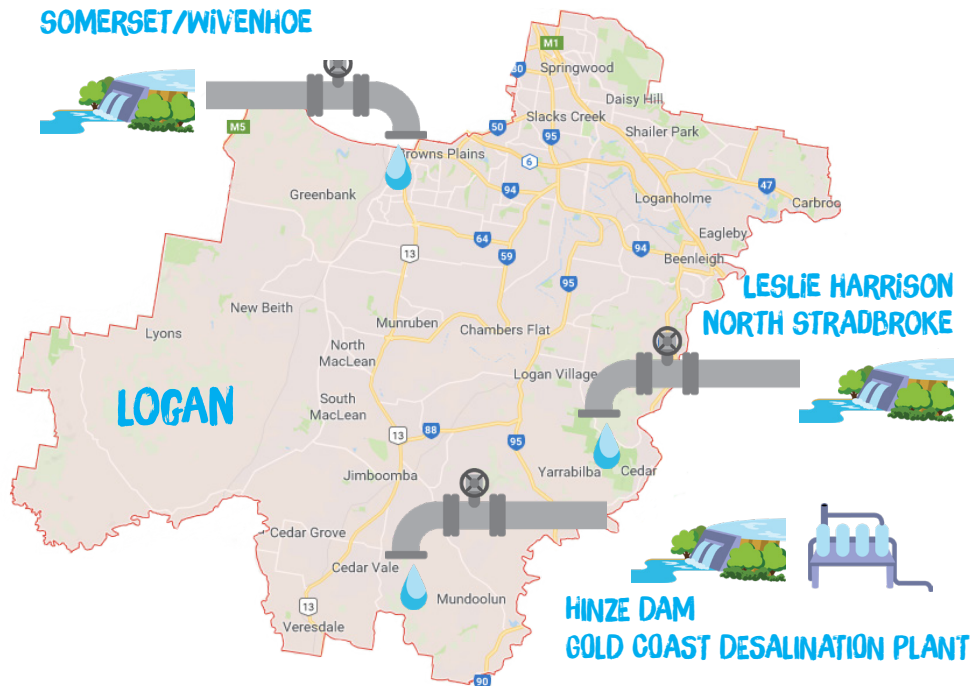 SOMERSET/WIVENHOE
M1
Springwood
Daisy Hill
Slacks Creek
Shailer Park
M5
50
95
Browns Plains
6
47
Greenbank
94
Loganholme
Carbroo
Eagleby
64
94
13
59
Beenleigh
95
LESLIE HARRISON
NORTH STRADBROKE
New Beith
Munruben
Chambers Flat
Lyons
North
MacLean
Logan Village
LOGAN
South
MacLean
88
13
95
Jimboomba
Yarrabilba
Cedar
Cedar Grove
Cedar Vale
Mundoolun
13
Veresdale
HINZE DAM
GOLD COAST DESALINATION PLANT
90